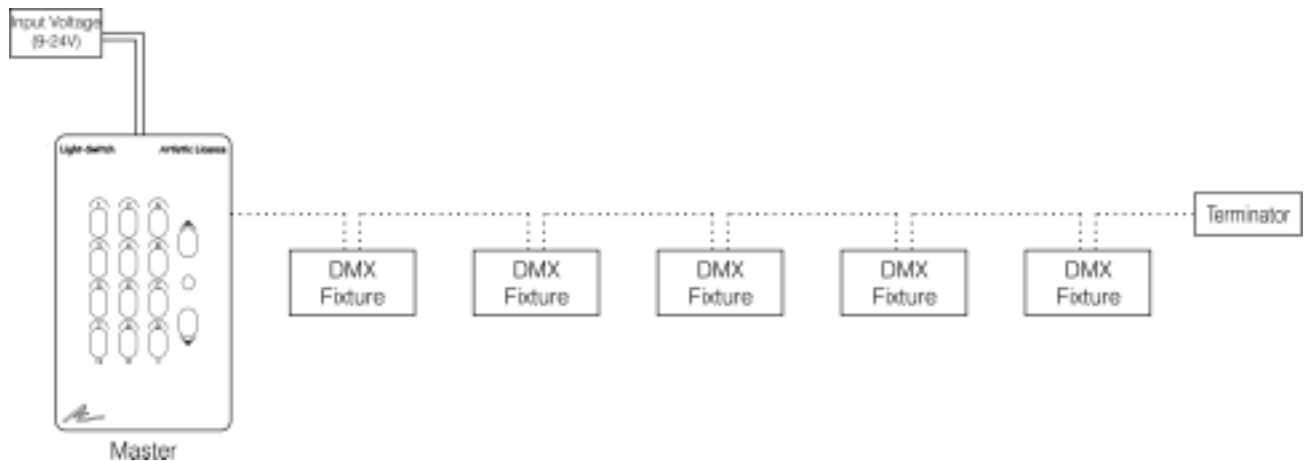 Input Voltage
(9-24V)
Light-Switch Artistic Licence
Terminator
DMX
Fixture
DMX
Fixture
DMX
Fixture
DMX
Fixture
DMX
Fixture
Master